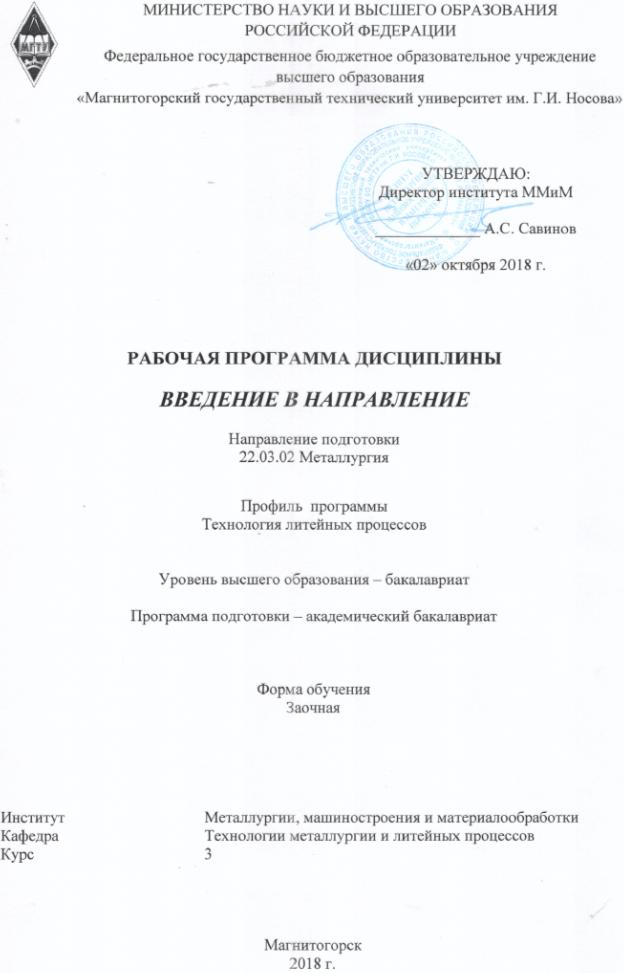 МИНИСТЕРСТВО НАУКИ И ВЫСШЕГО ОБРАЗОВАНИЯ
РОССИЙСКОЙ ФЕДЕРАЦИИ
Федеральное государственное бюджетное образовательное учреждение
высшего образования
«Магнитогорский государственный технический университет им. Г.И. Носова»
МГТУ
УТВЕРЖДАЮ:
Директор института ММиМ
А.С. Савинов
«02» октября 2018 г.
РАБОЧАЯ ПРОГРАММА ДИСЦИПЛИНЫ
ВВЕДЕНИЕ В НАПРАВЛЕНИЕ
Направление подготовки
22.03.02 Металлургия
Профиль программы
Технология литейных процессов
Уровень высшего образования – бакалавриат
Программа подготовки – академический бакалавриат
Форма обучения
Заочная
Институт Металлургии, машиностроения и материалообработки
Кафедра Технологии металлургии и литейных процессов
Курс 3
Магнитогорск
2018 г.